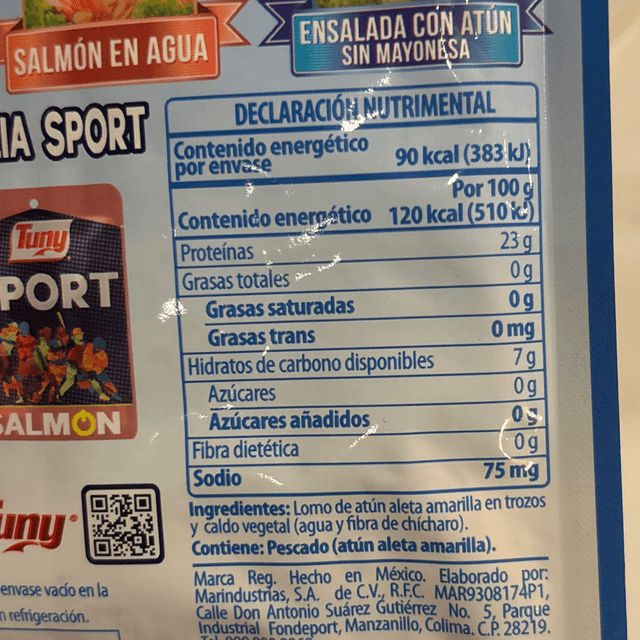 SALMÓN EN AGUA
ENSALADA CON ATÚN
SIN MAYONESA
IA SPORT
Tuny
PORT
SALMON
DECLARACIÓN NUTRIMENTAL
Contenido energético
por envase 90 kcal (383 kJ)
Por 100 g
Contenido energético 120 kcal (510 kJ)
Proteínas 23 g
Grasas totales 0 g
Grasas saturadas 0 g
Grasas trans 0 mg
Hidratos de carbono disponibles 7 g
Azúcares 0 g
Azúcares añadidos 0 g
Fibra dietética 0 g
Sodio 75 mg
Ingredientes: Lomo de atún aleta amarilla en trozos
y caldo vegetal (agua y fibra de chícharo).
Contiene: Pescado (atún aleta amarilla).
Marca Reg. Hecho en México. Elaborado por:
Marindustrias, S.A. de C.V., R.F.C. MAR9308174P1,
Calle Don Antonio Suárez Gutiérrez No. 5, Parque
Industrial Fondeport, Manzanillo, Colima. C.P. 28219.
Tuny
envase vacío en la
n refrigeración.